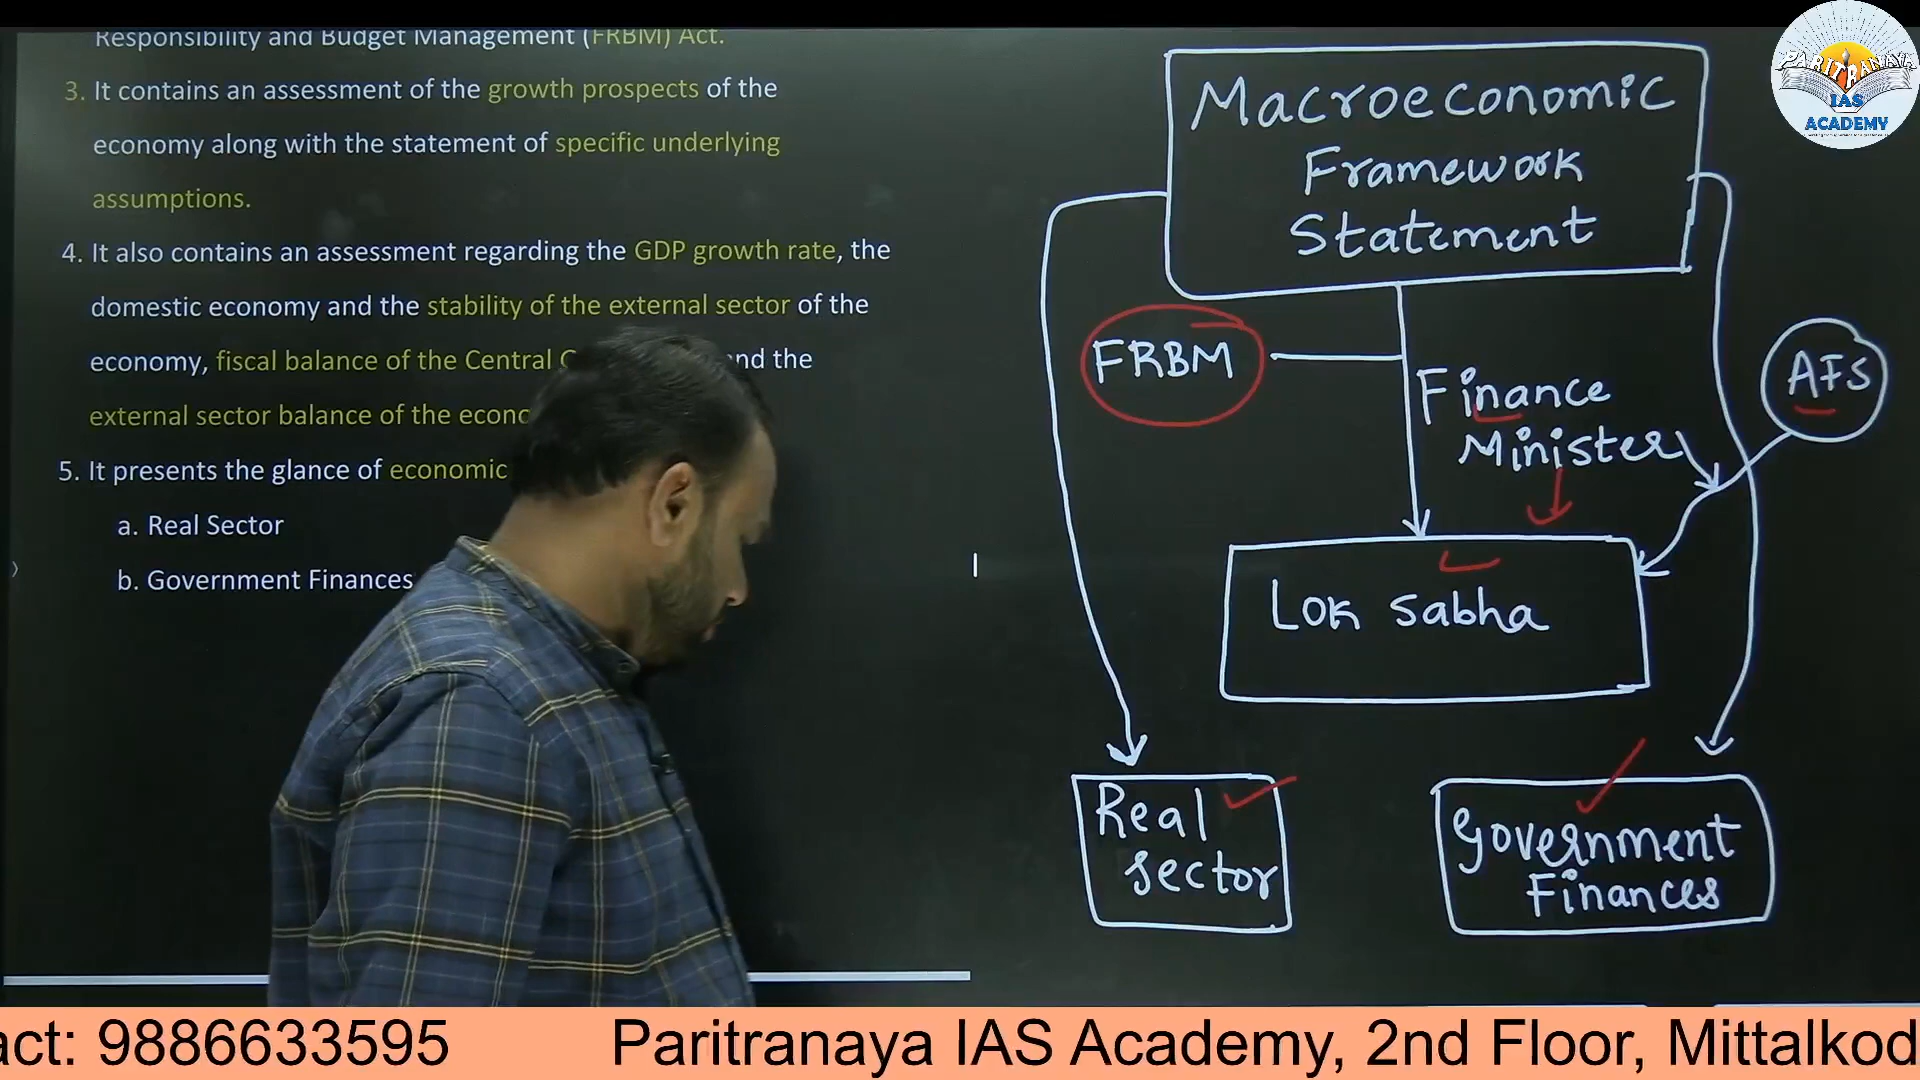 Responsibility and Budget Management (FRBM) Act.
3. It contains an assessment of the growth prospects of the
economy along with the statement of specific underlying
assumptions.
4. It also contains an assessment regarding the GDP growth rate, the
domestic economy and the stability of the external sector of the
economy, fiscal balance of the Central and the
external sector balance of the
5. It presents the glance of economic
a. Real Sector
b. Government Finances
Macroeconomic
Framework
Statement
FRBM
Finance
Minister
AFS
Lok Sabha
Real
Sector
Government
Finances
PARITRANAYA
IAS
ACADEMY
act: 9886633595 Paritranaya IAS Academy, 2nd Floor, Mittalkod